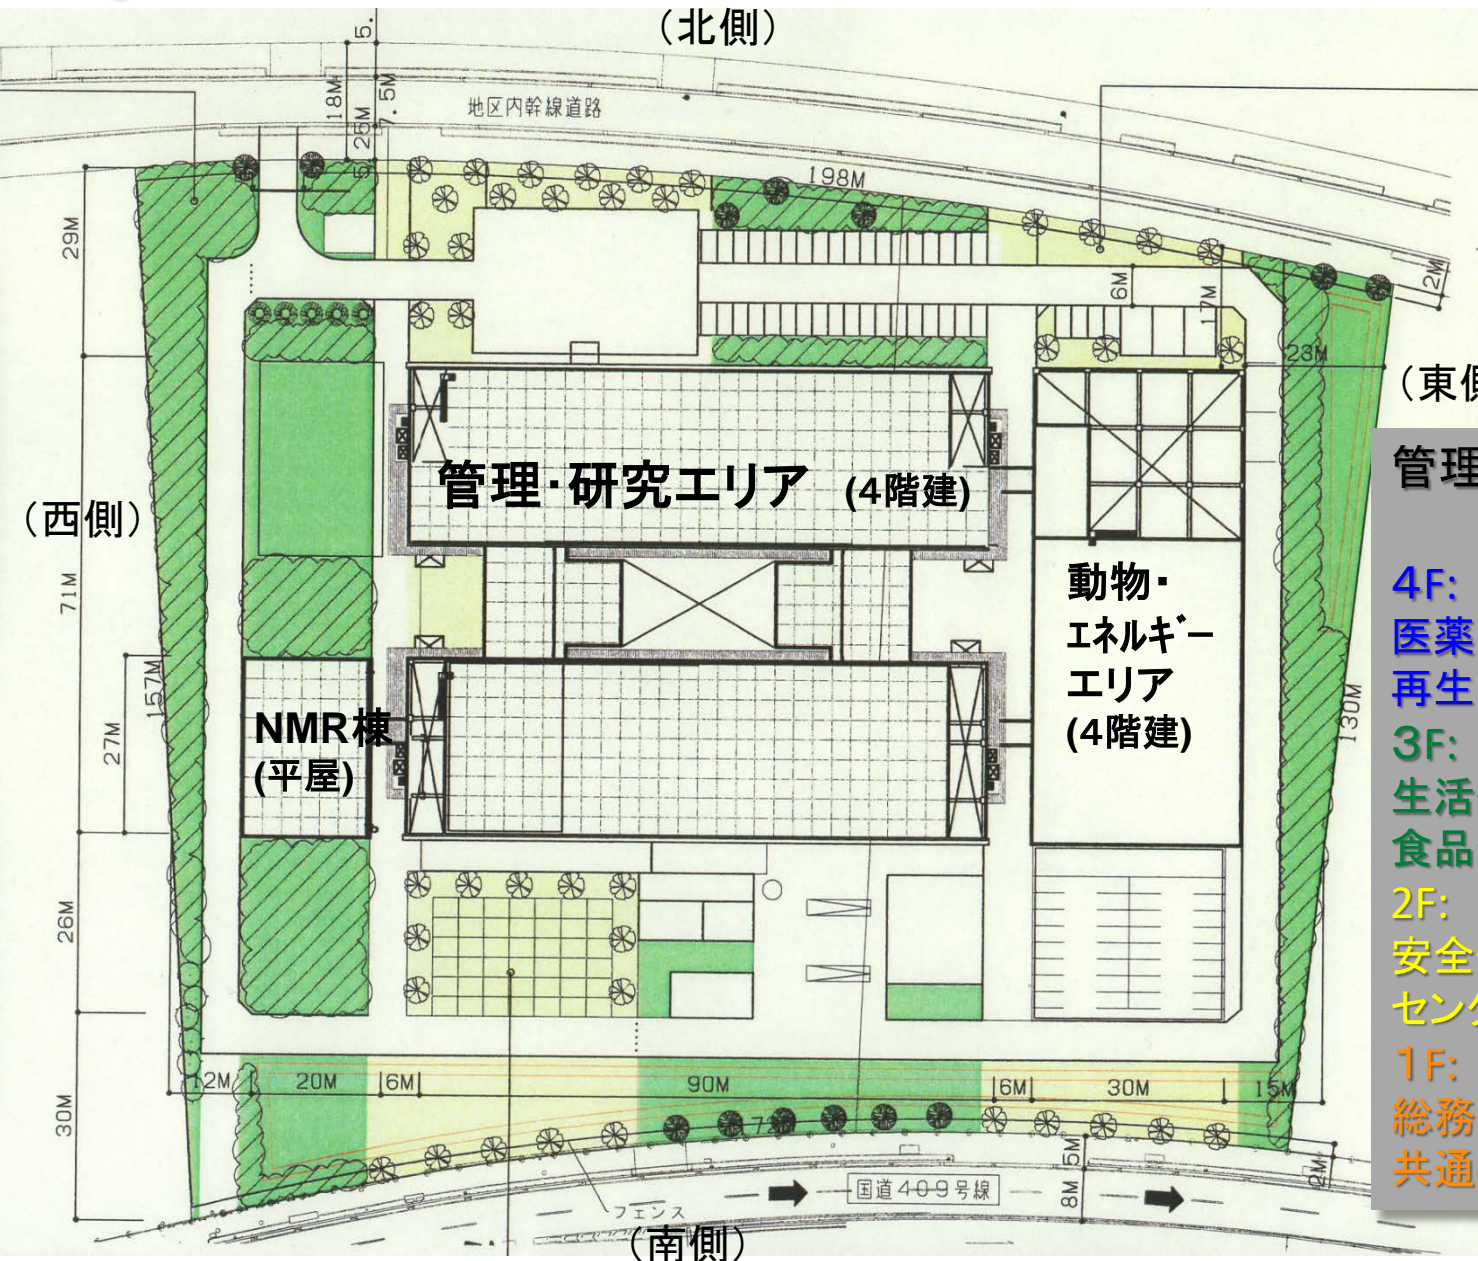 (北側)
5.
18M
7.5M
25M
5.
地区内幹線道路
198M
29M
6M
17M
2M
23M
(東側
管理・研究エリア (4階建)
管理
(西側)
71M
動物・
エネルギー
エリア
(4階建)
4F:
医薬
再生
157M
27M
NMR棟
(平屋)
130M
3F:
生活
食品
26M
2F:
安全
セング
1F:
総務
共通
12M 20M 6M 90M 6M 30M 15M
30M
5M
2M
8M
国道409号線
フェンス
(南側)